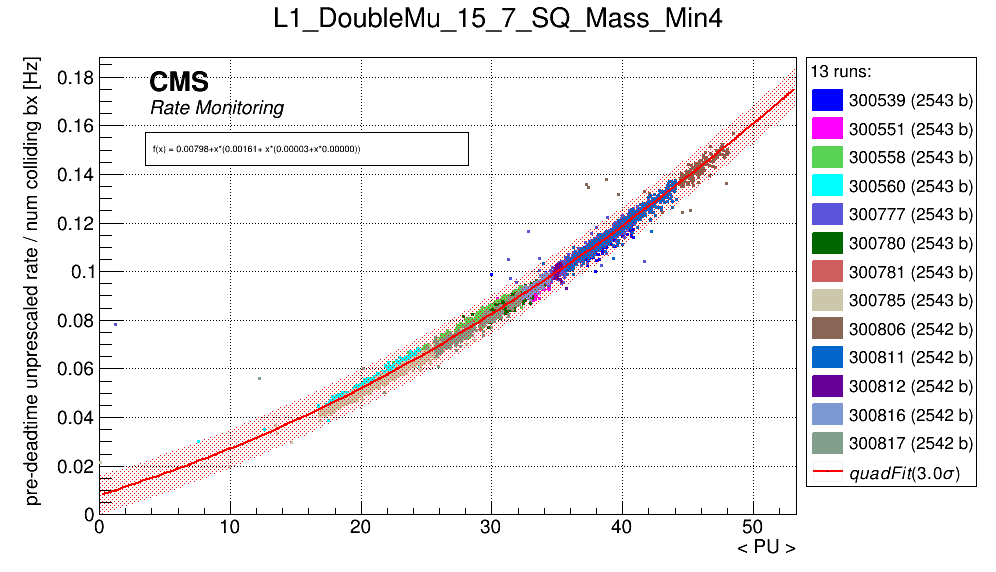 L1_DoubleMu_15_7_SQ_Mass_Min4
pre-deadtime unprescaled rate / num colliding bx [Hz]
0.18
0.16
0.14
0.12
0.1
0.08
0.06
0.04
0.02
0
CMS
Rate Monitoring
f(x) = 0.00798+x*(0.00161+ x*(0.00003+x*0.00000))
0 10 20 30 40 50
< PU >
13 runs:
300539 (2543 b)
300551 (2543 b)
300558 (2543 b)
300560 (2543 b)
300777 (2543 b)
300780 (2543 b)
300781 (2543 b)
300785 (2543 b)
300806 (2542 b)
300811 (2542 b)
300812 (2542 b)
300816 (2542 b)
300817 (2542 b)
quadFit(3.0σ)